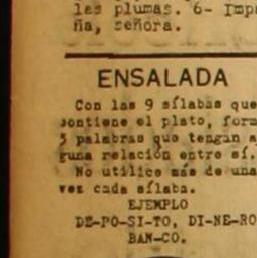 las plumas. 6- Imp
ña, señora.
ENSALADA
Con las 9 sílabas que
contiene el plato, form
3 palabras que tengan a
guna relación entre sí.
No utilice más de una
vez cada sílaba.
EJEMPLO
DE-PO-SI-TO, DI-NE-RO
BAN-CO.